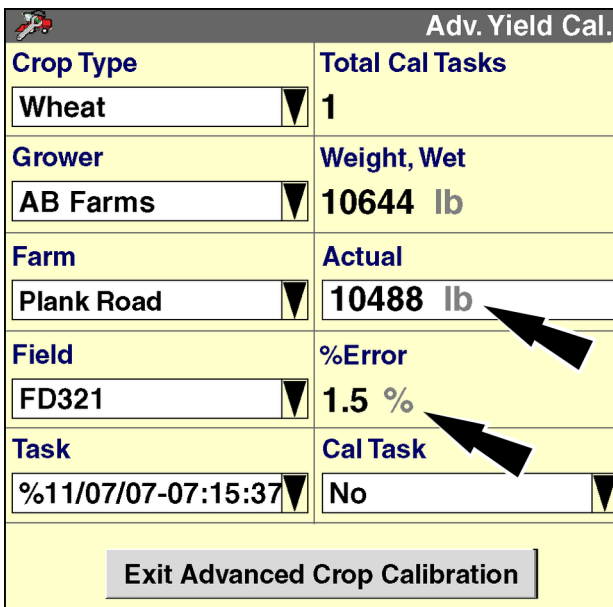 Adv. Yield Cal.
Crop Type
Wheat
Total Cal Tasks
1
Grower
AB Farms
Weight, Wet
10644 lb
Farm
Plank Road
Actual
10488 lb
Field
FD321
%Error
1.5 %
Task
%11/07/07-07:15:37
Cal Task
No
Exit Advanced Crop Calibration